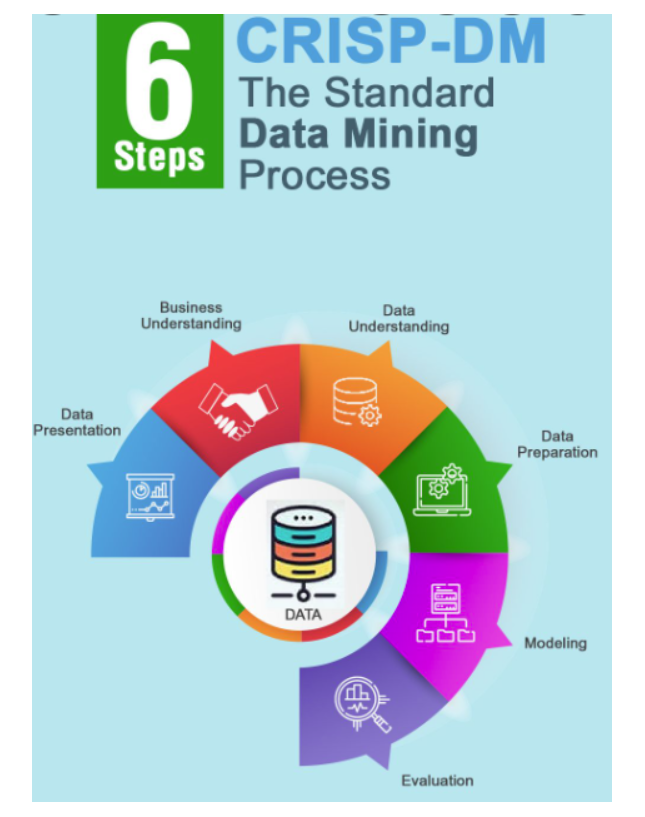 6
Steps
CRISP-DM
The Standard
Data Mining
Process
Business
Understanding
Data
Understanding
Data
Presentation
Data
Preparation
DATA
Modeling
Evaluation